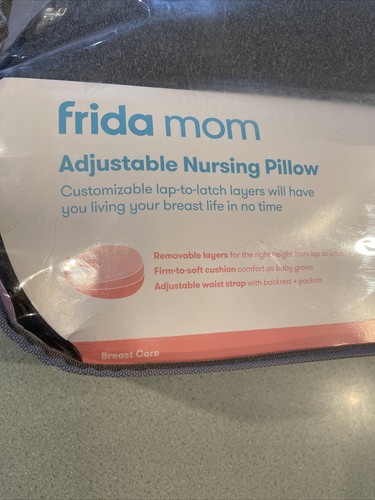 frida mom
Adjustable Nursing Pillow
Customizable lap-to-latch layers will have
you living your breast life in no time
Removable layers for the right height from lap to latch
Firm-to-soft cushion comfort as baby grows
Adjustable waist strap with backrest + pockets
Breast Care